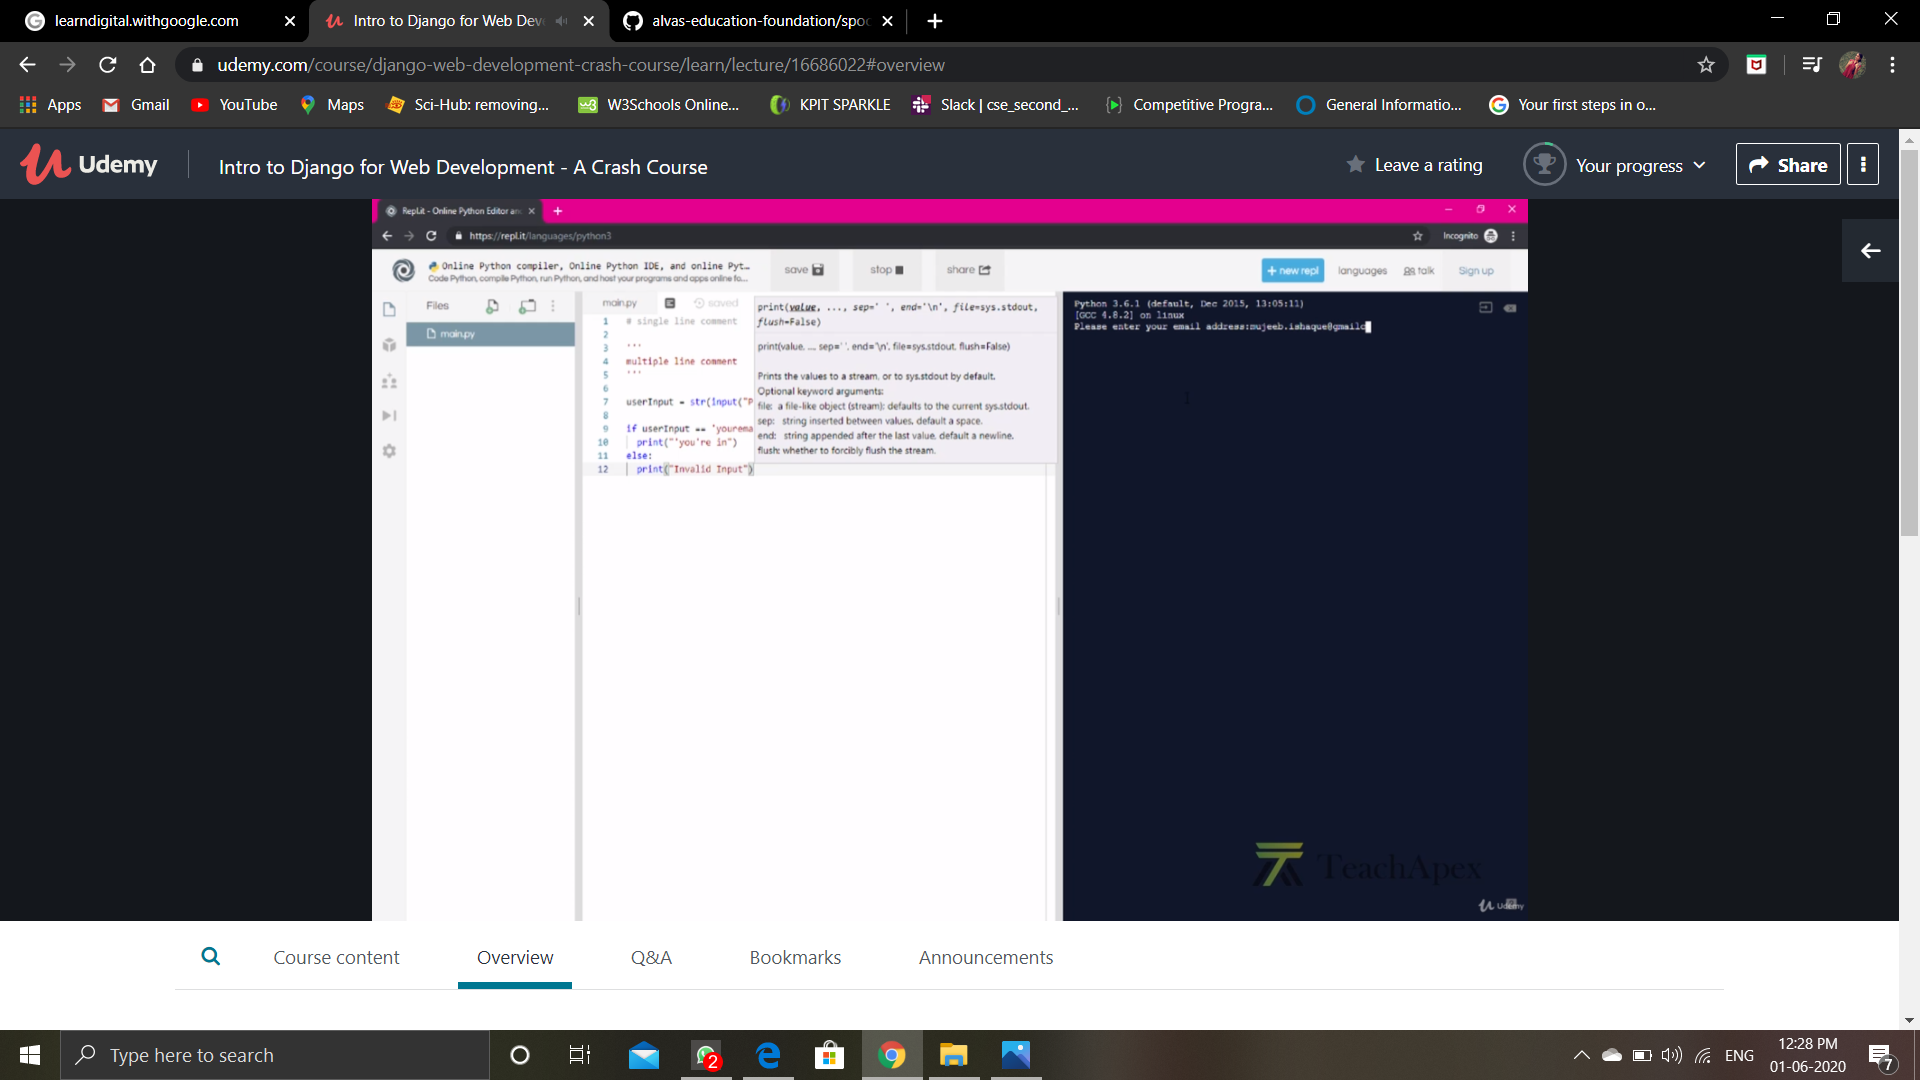 learndigital.withgoogle.com
Intro to Django for Web Dev
alvas-education-foundation/spoc
udemy.com/course/django-web-development-crash-course/learn/lecture/16686022#overview
Apps Gmail YouTube Maps Sci-Hub: removing... W3Schools Online... KPIT SPARKLE Slack | cse_second_... Competitive Progra... General Informatio... Your first steps in o...
Udemy Intro to Django for Web Development - A Crash Course Leave a rating Your progress Share
Repl.it - Online Python Editor an
https://repl.it/languages/python3 Incognito
Online Python compiler, Online Python IDE, and online Pyt...
Code Python, compile Python, run Python, and host your programs and apps online fo...
save stop share + new repl languages talk Sign up
Files
main.py
main.py saved
1 # single line comment
2
3 '''
4 multiple line comment
5 '''
6
7 userInput = str(input("P
8
9 if userInput == 'yourema
10 print("'you're in")
11 else:
12 print("Invalid Input")
print(value, ..., sep=' ', end='\n', file=sys.stdout,
flush=False)
print(value, ..., sep=' ', end='\n', file=sys.stdout, flush=False)
Prints the values to a stream, or to sys.stdout by default.
Optional keyword arguments:
file: a file-like object (stream); defaults to the current sys.stdout.
sep: string inserted between values, default a space.
end: string appended after the last value, default a newline.
flush: whether to forcibly flush the stream.
Python 3.6.1 (default, Dec 2015, 13:05:11)
[GCC 4.8.2] on linux
Please enter your email address:mujeeb.ishaque@gmailc
TeachApex
Udemy
Course content Overview Q&A Bookmarks Announcements
Type here to search
2
ENG
12:28 PM
01-06-2020
7